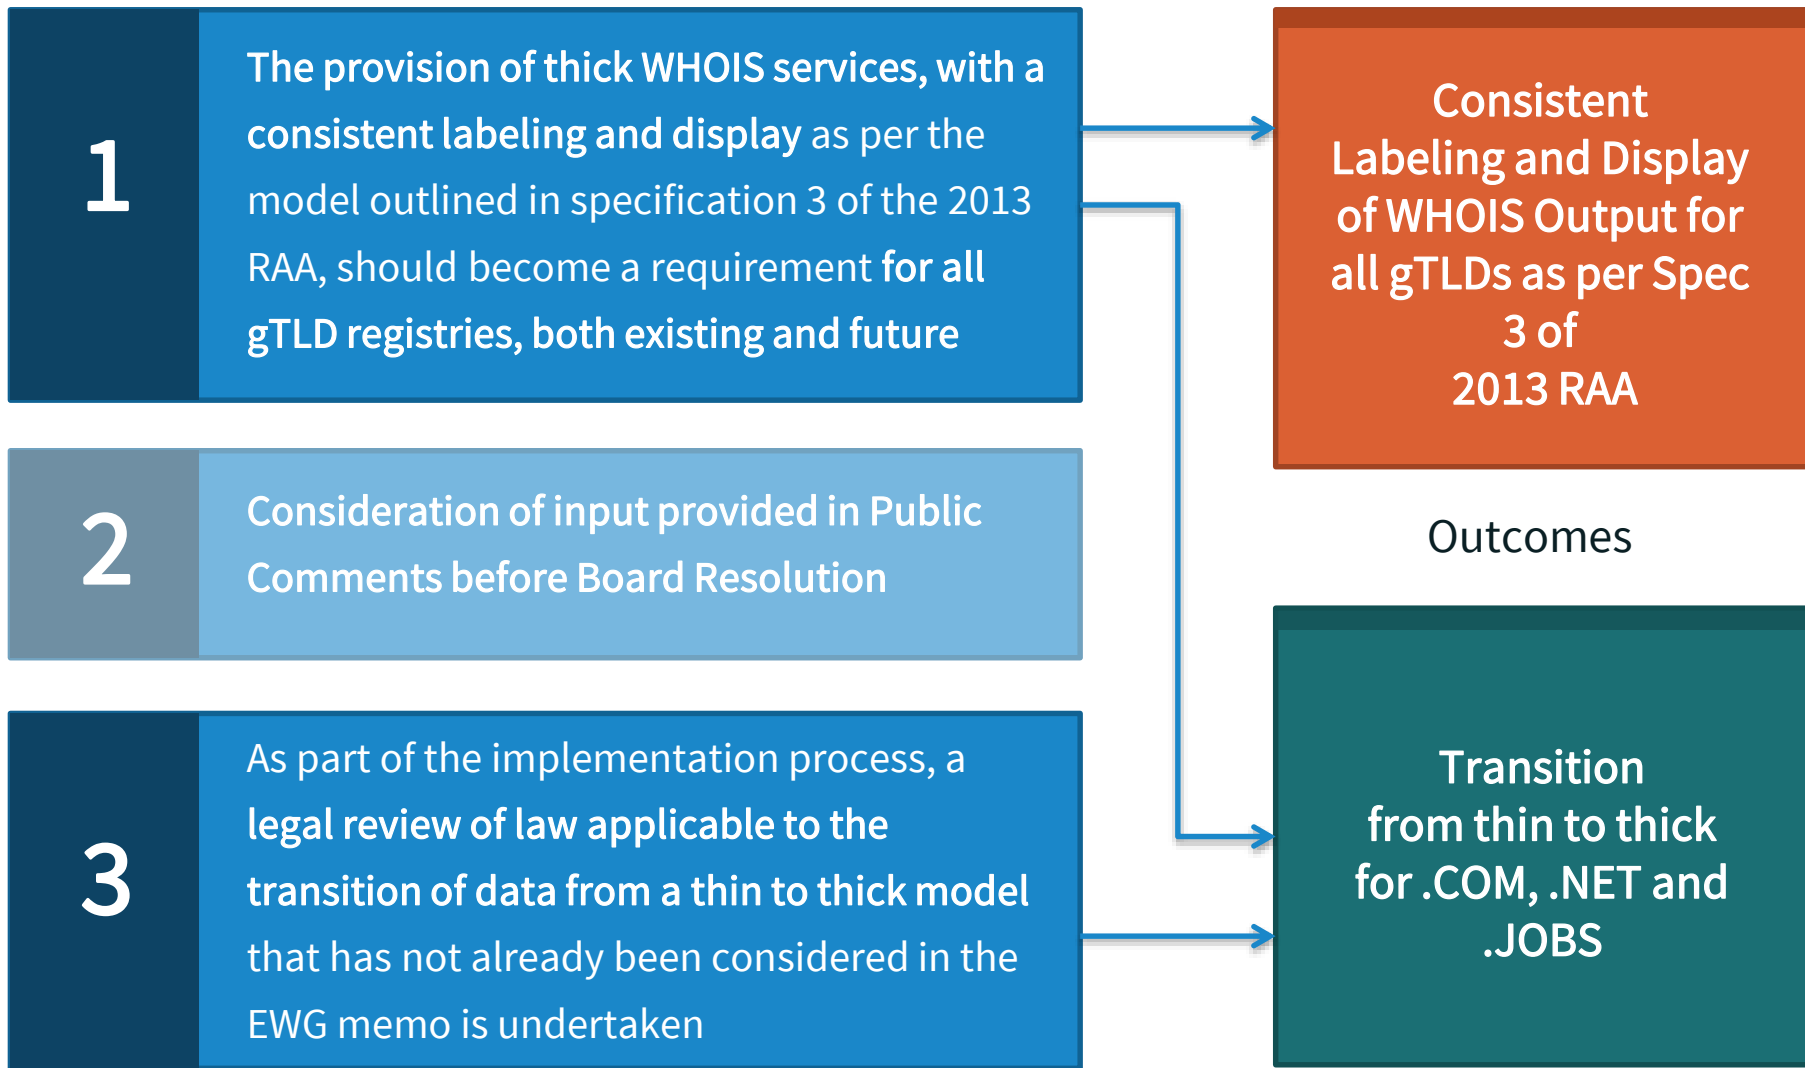 1
The provision of thick WHOIS services, with a
consistent labeling and display as per the
model outlined in specification 3 of the 2013
RAA, should become a requirement for all
gTLD registries, both existing and future
Consistent
Labeling and Display
of WHOIS Output for
all gTLDs as per Spec
3 of
2013 RAA
2
Consideration of input provided in Public
Comments before Board Resolution
Outcomes
3
As part of the implementation process, a
legal review of law applicable to the
transition of data from a thin to thick model
that has not already been considered in the
EWG memo is undertaken
Transition
from thin to thick
for .COM, .NET and
.JOBS